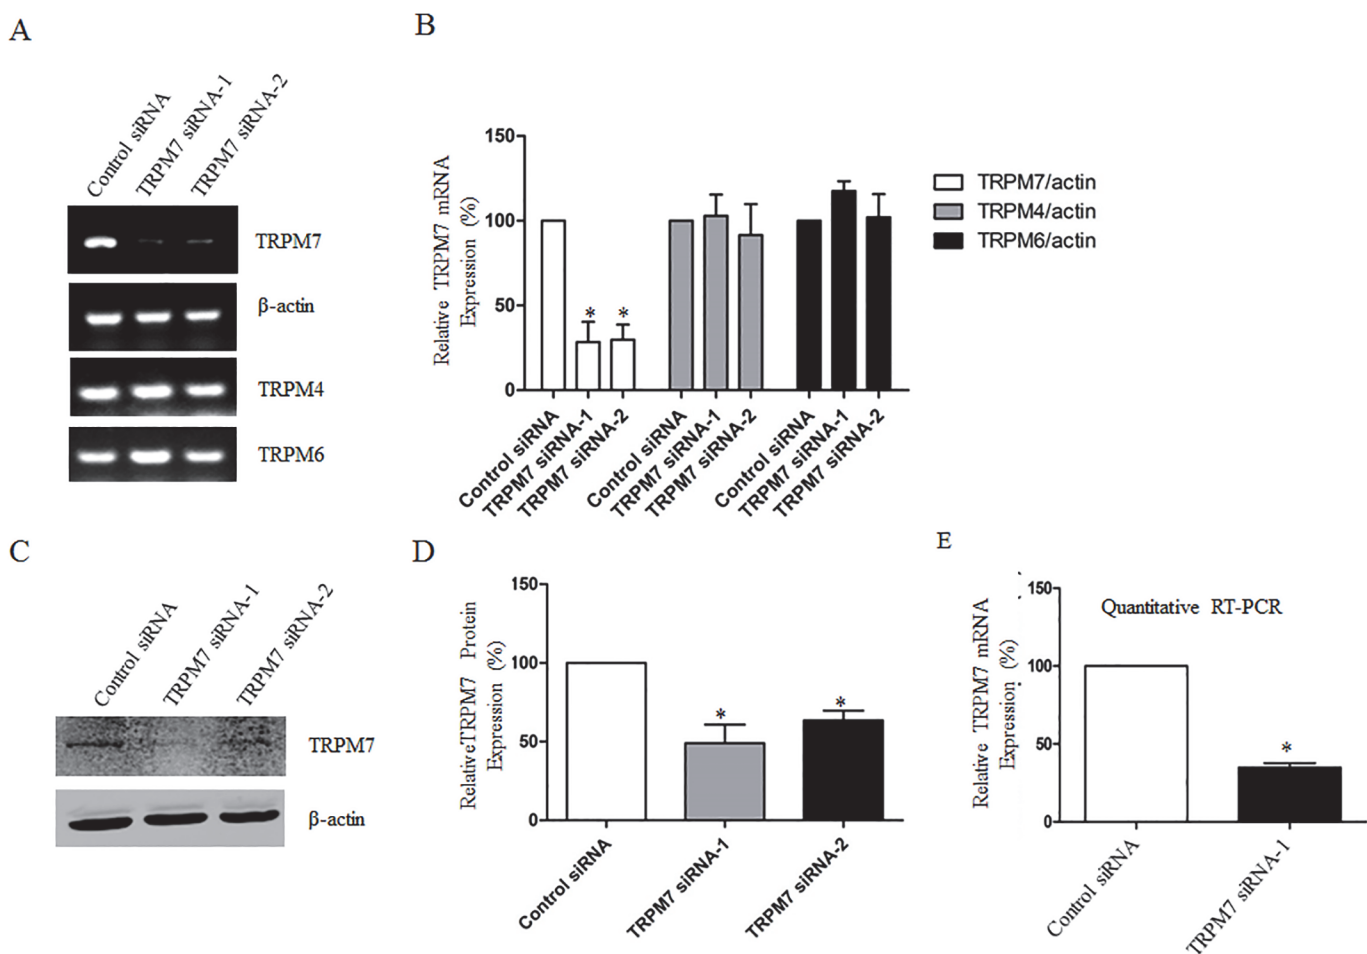 A
Control siRNA
TRPM7 siRNA-1
TRPM7 siRNA-2
TRPM7
β-actin
TRPM4
TRPM6
B
Relative TRPM7 mRNA
Expression (%)
150
100
50
0
* *
TRPM7/actin
TRPM4/actin
TRPM6/actin
Control siRNA
TRPM7 siRNA-1
TRPM7 siRNA-2
Control siRNA
TRPM7 siRNA-1
TRPM7 siRNA-2
Control siRNA
TRPM7 siRNA-1
TRPM7 siRNA-2
C
Control siRNA
TRPM7 siRNA-1
TRPM7 siRNA-2
TRPM7
β-actin
D
RelativeTRPM7 Protein
Expression (%)
150
100
50
0
* *
Control siRNA
TRPM7 siRNA-1
TRPM7 siRNA-2
E
Relative TRPM7 mRNA
Expression (%)
150
100
50
0
Quantitative RT-PCR
*
Control siRNA
TRPM7 siRNA-1